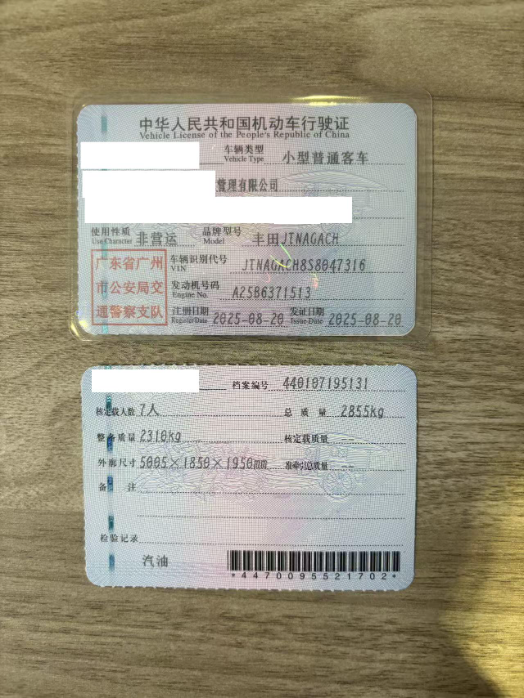 中华人民共和国机动车行驶证
Vehicle License of the People's Republic of China
车辆类型 小型普通客车
Vehicle Type
管理有限公司
使用性质 非营运 品牌型号 丰田JTNAGACH
Use Character Model
广东省广州
市公安局交
通警察支队
车辆识别代号 JTNAGACH8S8047316
VIN
发动机号码 A25B6371513
Engine No.
注册日期 2025-08-20 发证日期 2025-08-20
Register Date Issue Date
档案编号 440107195131
核定载人数 7人 总质量 2855kg
整备质量 2310kg 核定载质量 --
外廓尺寸 5005×1850×1950mm 准牵引总质量 --
备注
检验记录
汽油
*4470095521702*